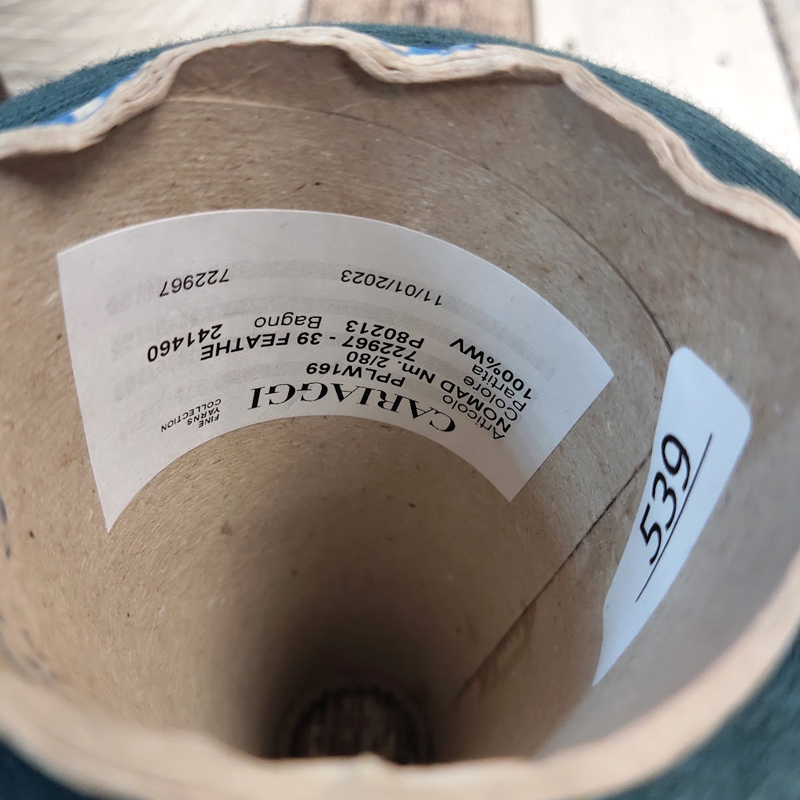 CARIAGGI
FINE
YARNS
COLLECTION
Articolo PPLW169
NOMAD Nm. 2/80
Colore 722967 - 39 FEATHE
Partita P80213 Bagno 241460
100%WV
11/01/2023 722967
539